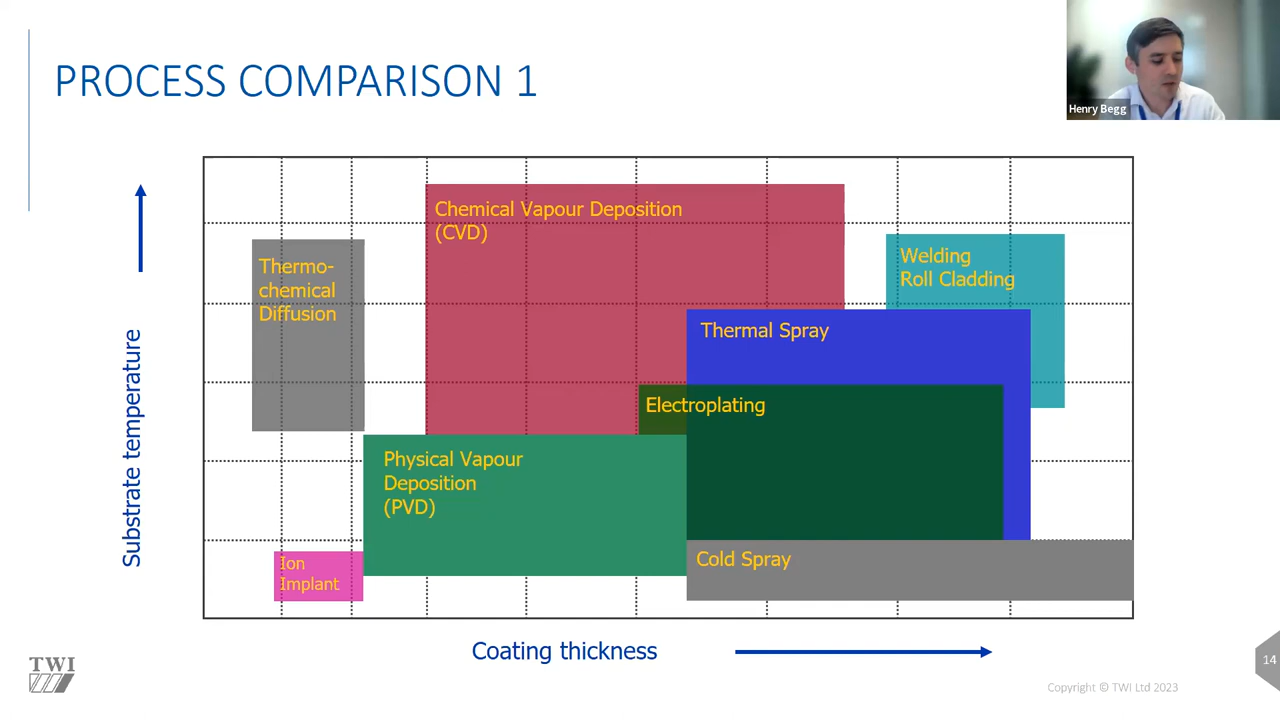 PROCESS COMPARISON 1
Henry Begg
Chemical Vapour Deposition
(CVD)
Thermo-
chemical
Diffusion
Welding
Roll Cladding
Thermal Spray
Electroplating
Physical Vapour
Deposition
(PVD)
Ion
Implant
Cold Spray
Substrate temperature
Coating thickness
TWI
14
Copyright © TWI Ltd 2023